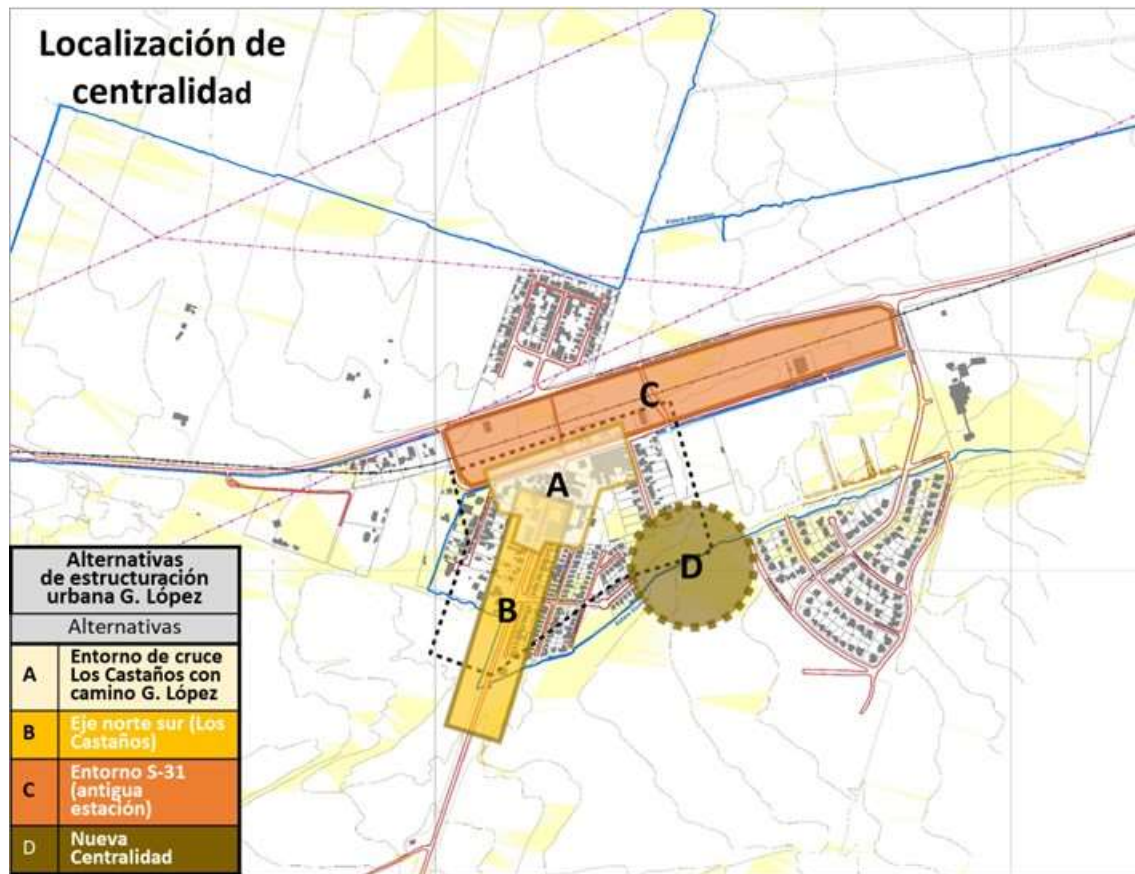 Localización de
centralidad
C
A
B
D
Alternativas
de estructuración
urbana G. López
Alternativas
A
Entorno de cruce
Los Castaños con
camino G. López
B
Eje norte sur (Los
Castaños)
C
Entorno S-31
(antigua
estación)
D
Nueva
Centralidad